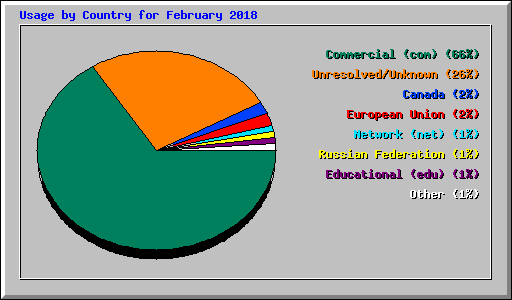 Usage by Country for February 2018
Commercial (com) (66%)
Unresolved/Unknown (26%)
Canada (2%)
European Union (2%)
Network (net) (1%)
Russian Federation (1%)
Educational (edu) (1%)
Other (1%)